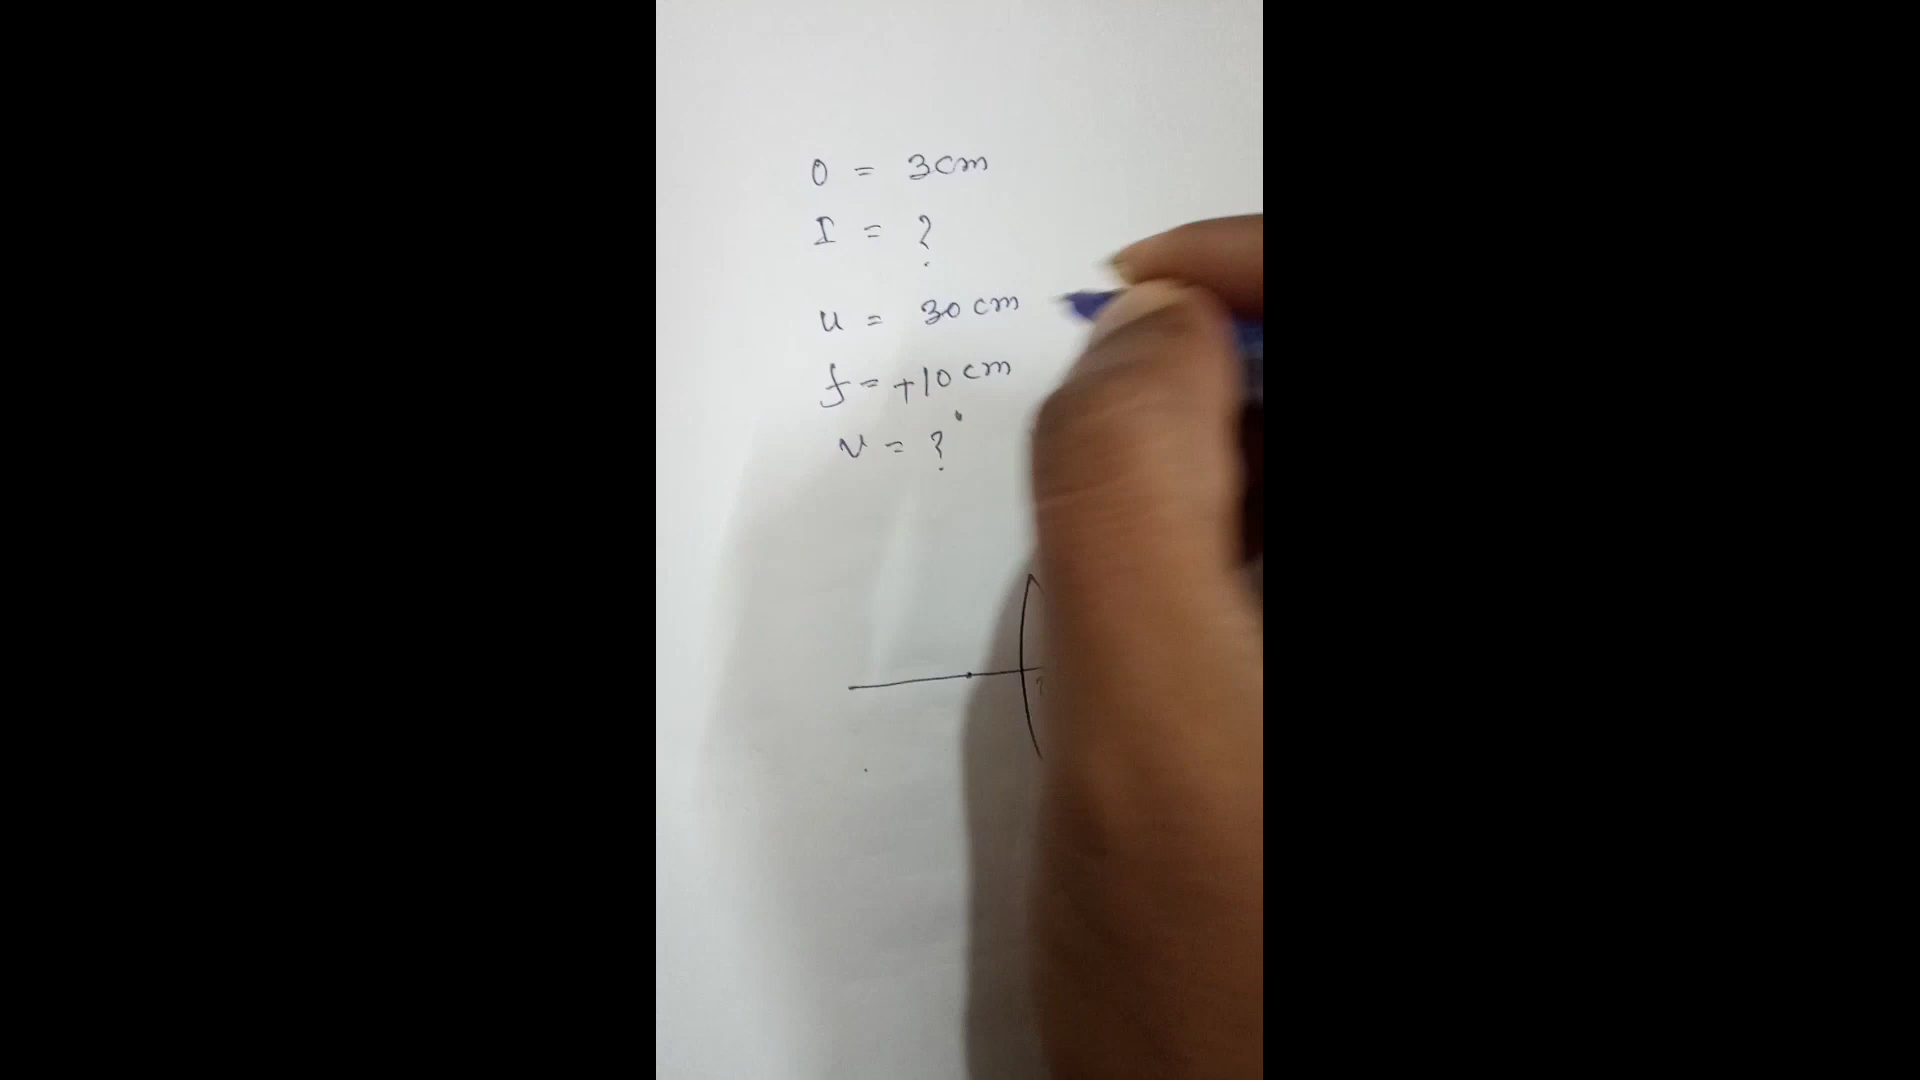 O = 3cm
I = ?
u = 30 cm
f = +10 cm
v = ?